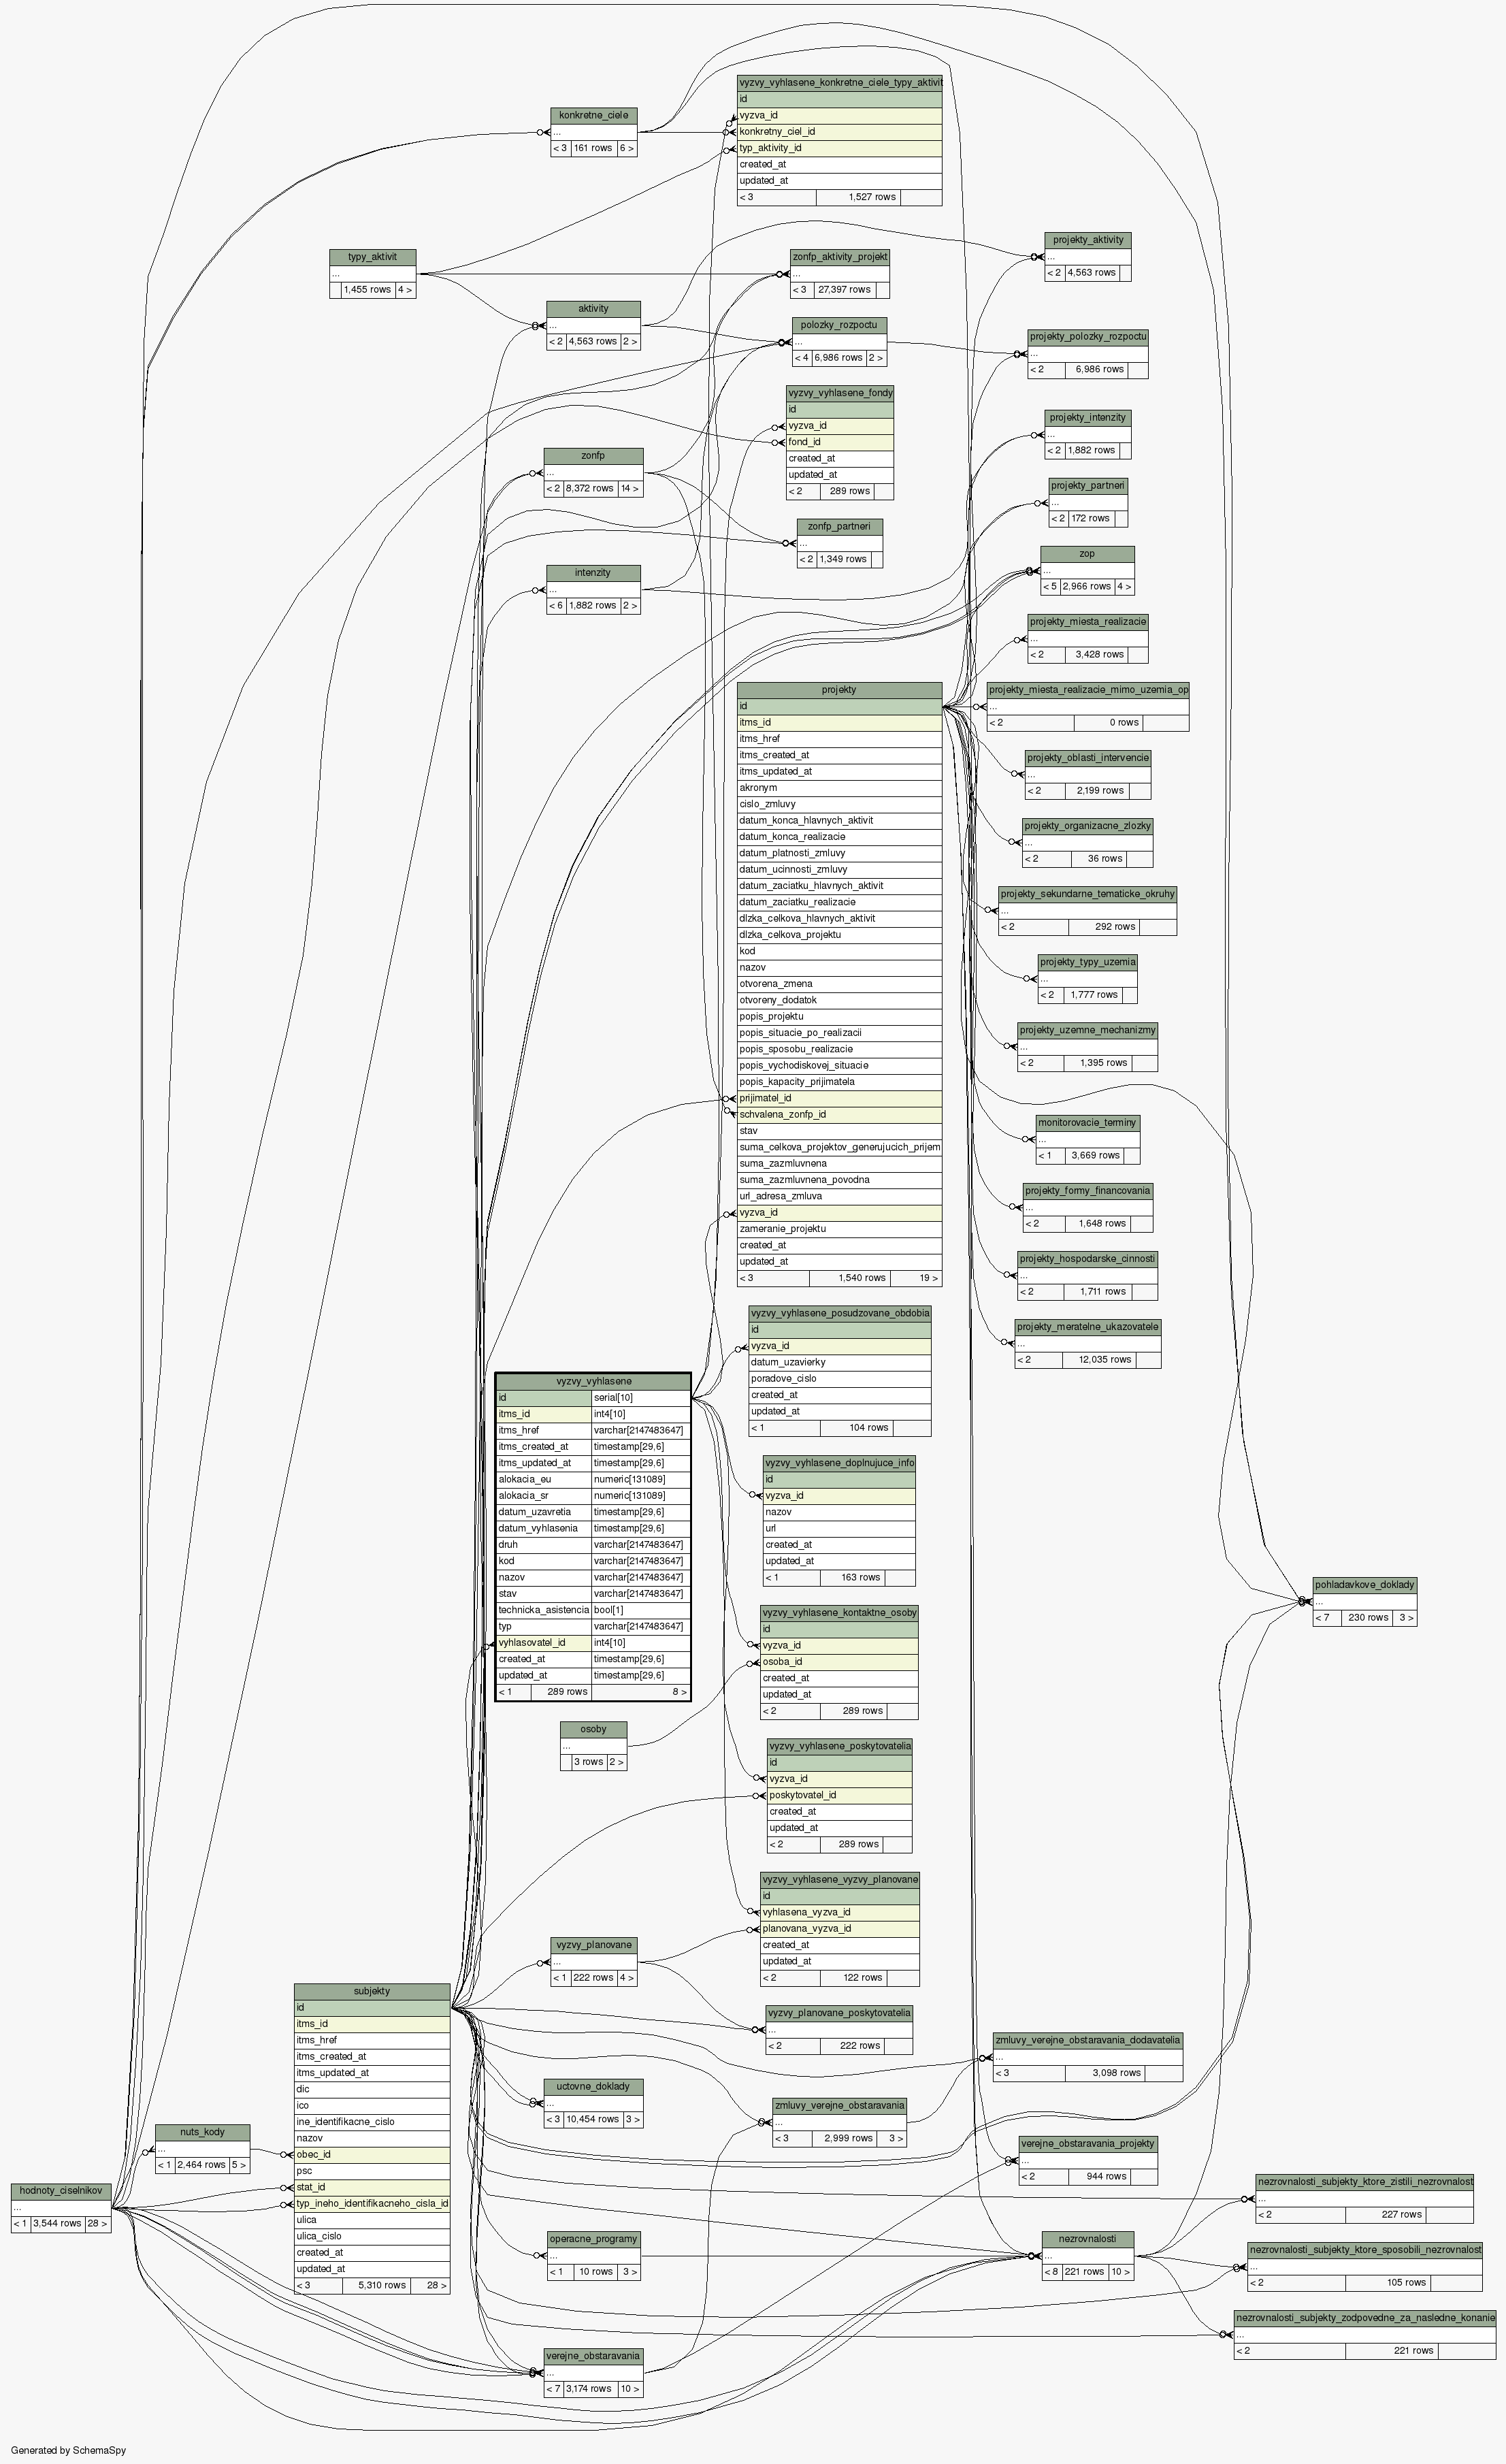 vyzvy_vyhlasene_konkretne_ciele_typy_aktivit
id
vyzva_id
konkretny_ciel_id
typ_aktivity_id
created_at
updated_at
< 3 1,527 rows
konkretne_ciele
...
< 3 161 rows 6 >
typy_aktivit
...
1,455 rows 4 >
zonfp_aktivity_projekt
...
< 3 27,397 rows
projekty_aktivity
...
< 2 4,563 rows
aktivity
...
< 2 4,563 rows 2 >
polozky_rozpoctu
...
< 4 6,986 rows 2 >
projekty_polozky_rozpoctu
...
< 2 6,986 rows
vyzvy_vyhlasene_fondy
id
vyzva_id
fond_id
created_at
updated_at
< 2 289 rows
projekty_intenzity
...
< 2 1,882 rows
zonfp
...
< 2 8,372 rows 14 >
projekty_partneri
...
< 2 172 rows
zonfp_partneri
...
< 2 1,349 rows
zop
...
< 5 2,966 rows 4 >
intenzity
...
< 6 1,882 rows 2 >
projekty_miesta_realizacie
...
< 2 3,428 rows
projekty_miesta_realizacie_mimo_uzemia_op
...
< 2 0 rows
projekty_oblasti_intervencie
...
< 2 2,199 rows
projekty_organizacne_zlozky
...
< 2 36 rows
projekty_sekundarne_tematicke_okruhy
...
< 2 292 rows
projekty_typy_uzemia
...
< 2 1,777 rows
projekty_uzemne_mechanizmy
...
< 2 1,395 rows
monitorovacie_terminy
...
< 1 3,669 rows
projekty_formy_financovania
...
< 2 1,648 rows
projekty_hospodarske_cinnosti
...
< 2 1,711 rows
projekty_meratelne_ukazovatele
...
< 2 12,035 rows
projekty
id
itms_id
itms_href
itms_created_at
itms_updated_at
akronym
cislo_zmluvy
datum_konca_hlavnych_aktivit
datum_konca_realizacie
datum_platnosti_zmluvy
datum_ucinnosti_zmluvy
datum_zaciatku_hlavnych_aktivit
datum_zaciatku_realizacie
dlzka_celkova_hlavnych_aktivit
dlzka_celkova_projektu
kod
nazov
otvorena_zmena
otvoreny_dodatok
popis_projektu
popis_situacie_po_realizacii
popis_sposobu_realizacie
popis_vychodiskovej_situacie
popis_kapacity_prijimatela
prijimatel_id
schvalena_zonfp_id
stav
suma_celkova_projektov_generujucich_prijem
suma_zazmluvnena
suma_zazmluvnena_povodna
url_adresa_zmluva
vyzva_id
zameranie_projektu
created_at
updated_at
< 3 1,540 rows 19 >
vyzvy_vyhlasene_posudzovane_obdobia
id
vyzva_id
datum_uzavierky
poradove_cislo
created_at
updated_at
< 1 104 rows
vyzvy_vyhlasene
id serial[10]
itms_id int4[10]
itms_href varchar[2147483647]
itms_created_at timestamp[29,6]
itms_updated_at timestamp[29,6]
alokacia_eu numeric[131089]
alokacia_sr numeric[131089]
datum_uzavretia timestamp[29,6]
datum_vyhlasenia timestamp[29,6]
druh varchar[2147483647]
kod varchar[2147483647]
nazov varchar[2147483647]
stav varchar[2147483647]
technicka_asistencia bool[1]
typ varchar[2147483647]
vyhlasovatel_id int4[10]
created_at timestamp[29,6]
updated_at timestamp[29,6]
< 1 289 rows 8 >
vyzvy_vyhlasene_doplnujuce_info
id
vyzva_id
nazov
url
created_at
updated_at
< 1 163 rows
pohladavkove_doklady
...
< 7 230 rows 3 >
vyzvy_vyhlasene_kontaktne_osoby
id
vyzva_id
osoba_id
created_at
updated_at
< 2 289 rows
osoby
...
3 rows 2 >
vyzvy_vyhlasene_poskytovatelia
id
vyzva_id
poskytovatel_id
created_at
updated_at
< 2 289 rows
vyzvy_vyhlasene_vyzvy_planovane
id
vyhlasena_vyzva_id
planovana_vyzva_id
created_at
updated_at
< 2 122 rows
vyzvy_planovane
...
< 1 222 rows 4 >
vyzvy_planovane_poskytovatelia
...
< 2 222 rows
subjekty
id
itms_id
itms_href
itms_created_at
itms_updated_at
dic
ico
ine_identifikacne_cislo
nazov
obec_id
psc
stat_id
typ_ineho_identifikacneho_cisla_id
ulica
ulica_cislo
created_at
updated_at
< 3 5,310 rows 28 >
zmluvy_verejne_obstaravania_dodavatelia
...
< 3 3,098 rows
uctovne_doklady
...
< 3 10,454 rows 3 >
zmluvy_verejne_obstaravania
...
< 3 2,999 rows 3 >
nuts_kody
...
< 1 2,464 rows 5 >
verejne_obstaravania_projekty
...
< 2 944 rows
hodnoty_ciselnikov
...
< 1 3,544 rows 28 >
nezrovnalosti_subjekty_ktore_zistili_nezrovnalost
...
< 2 227 rows
operacne_programy
...
< 1 10 rows 3 >
nezrovnalosti
...
< 8 221 rows 10 >
nezrovnalosti_subjekty_ktore_sposobili_nezrovnalost
...
< 2 105 rows
nezrovnalosti_subjekty_zodpovedne_za_nasledne_konanie
...
< 2 221 rows
verejne_obstaravania
...
< 7 3,174 rows 10 >
Generated by SchemaSpy